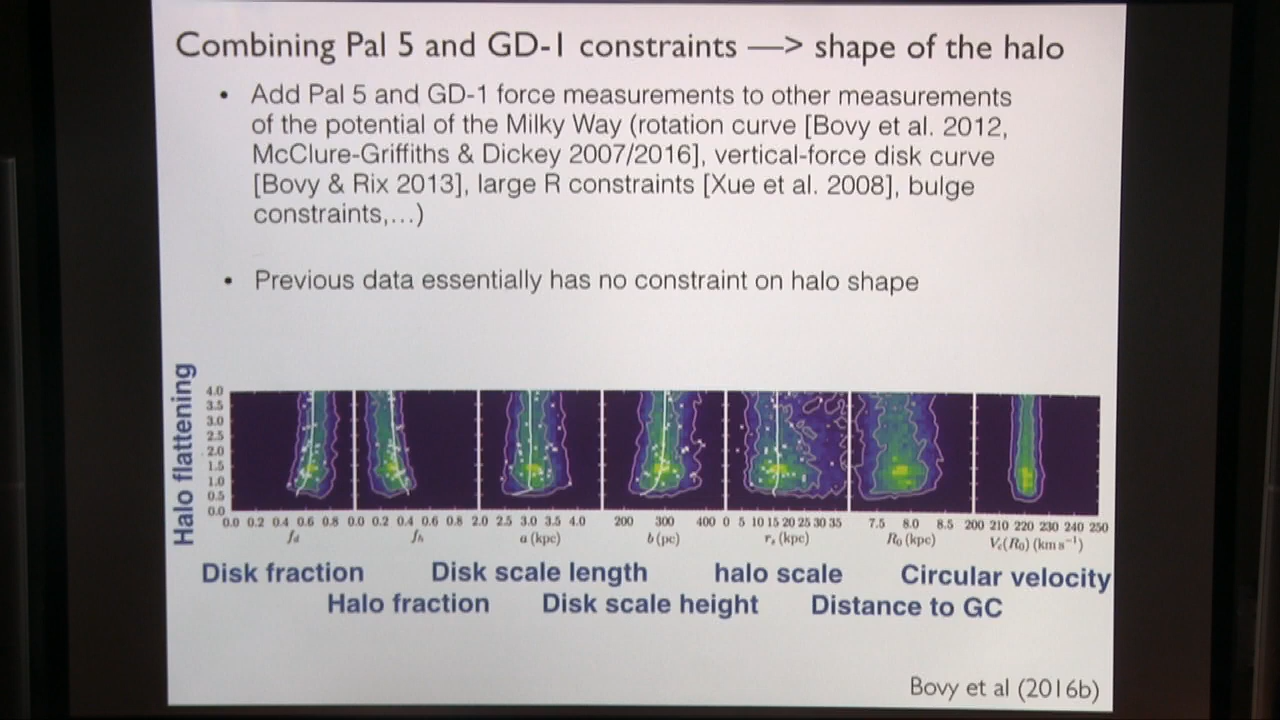 Combining Pal 5 and GD-1 constraints —> shape of the halo
• Add Pal 5 and GD-1 force measurements to other measurements
of the potential of the Milky Way (rotation curve [Bovy et al. 2012,
McClure-Griffiths & Dickey 2007/2016], vertical-force disk curve
[Bovy & Rix 2013], large R constraints [Xue et al. 2008], bulge
constraints,…)
• Previous data essentially has no constraint on halo shape
Halo flattening
4.0
3.5
3.0
2.5
2.0
1.5
1.0
0.5
0.0
0.0 0.2 0.4 0.6 0.8 0.0 0.2 0.4 0.6 0.8 2.0 2.5 3.0 3.5 4.0 200 300 400 0 5 10 15 20 25 30 35 7.5 8.0 8.5 200 210 220 230 240 250
f_d f_h a (kpc) b (pc) r_s (kpc) R₀ (kpc) V_c(R₀) (km s⁻¹)
Disk fraction Disk scale length halo scale Circular velocity
Halo fraction Disk scale height Distance to GC
Bovy et al (2016b)